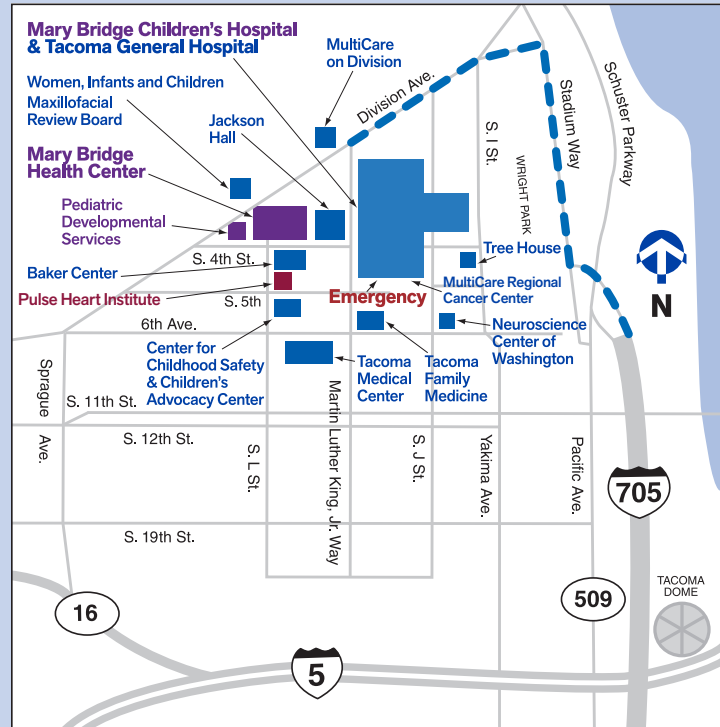 Mary Bridge Children's Hospital
& Tacoma General Hospital
MultiCare
on Division
Women, Infants and Children
Maxillofacial
Review Board
Jackson
Hall
Division Ave.
Stadium Way
Schuster Parkway
S. I St.
WRIGHT PARK
Mary Bridge
Health Center
Pediatric
Developmental
Services
S. 4th St.
Tree House
Baker Center
MultiCare Regional
Cancer Center
N
Pulse Heart Institute
S. 5th
Emergency
6th Ave.
Neuroscience
Center of
Washington
Center for
Childhood Safety
& Children's
Advocacy Center
Tacoma
Medical
Center
Tacoma
Family
Medicine
Sprague
Ave.
S. 11th St.
S. 12th St.
S. L St.
Martin Luther King, Jr. Way
S. J St.
Yakima Ave.
Pacific Ave.
705
S. 19th St.
16
509
TACOMA
DOME
5